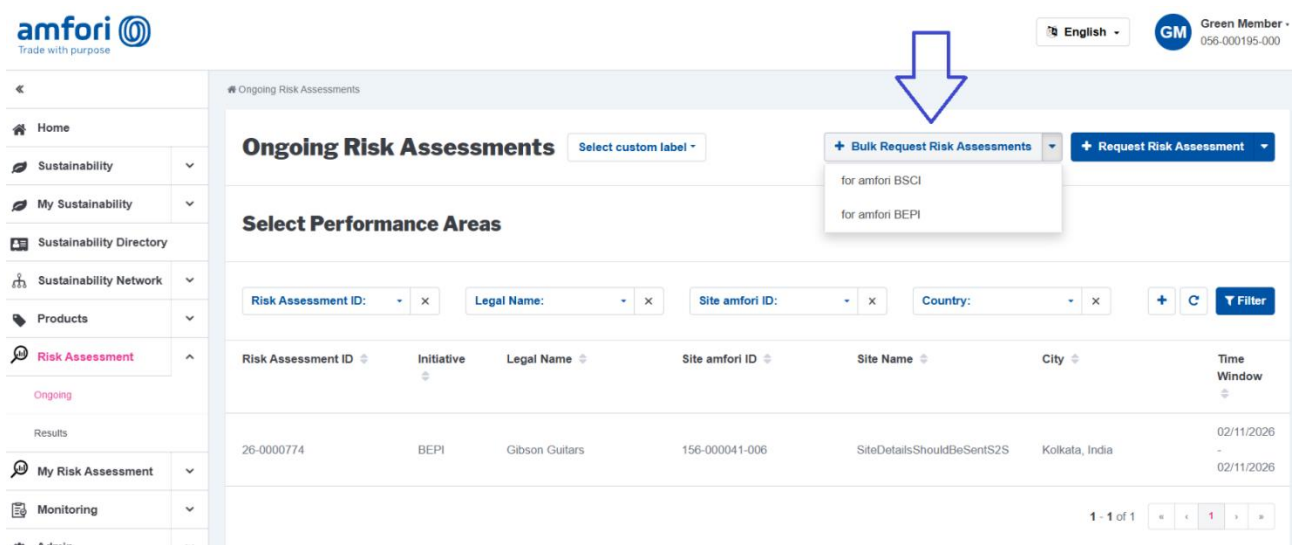 amfori
Trade with purpose
English
GM
Green Member
056-000195-000
«
Ongoing Risk Assessments
Home
Sustainability
My Sustainability
Sustainability Directory
Sustainability Network
Products
Risk Assessment
Ongoing
Results
My Risk Assessment
Monitoring
Ongoing Risk Assessments
Select custom label
+ Bulk Request Risk Assessments
+ Request Risk Assessment
for amfori BSCI
for amfori BEPI
Select Performance Areas
Risk Assessment ID: ×
Legal Name: ×
Site amfori ID: ×
Country: ×
+
Filter
Risk Assessment ID
Initiative
Legal Name
Site amfori ID
Site Name
City
Time
Window
26-0000774
BEPI
Gibson Guitars
156-000041-006
SiteDetailsShouldBeSentS2S
Kolkata, India
02/11/2026
-
02/11/2026
1 - 1 of 1
« ‹ 1 › »